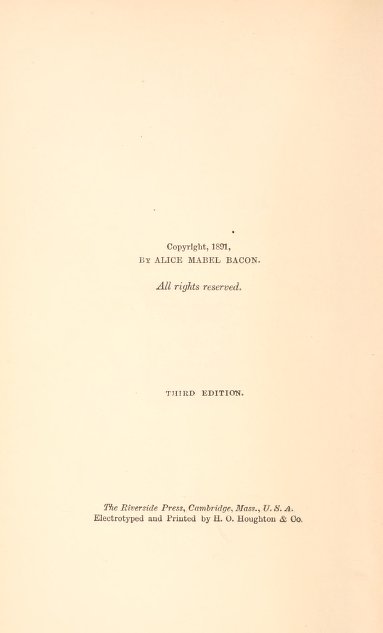 Copyright, 1891,
BY ALICE MABEL BACON.
All rights reserved.
THIRD EDITION.
The Riverside Press, Cambridge, Mass., U. S. A.
Electrotyped and Printed by H. O. Houghton & Co.